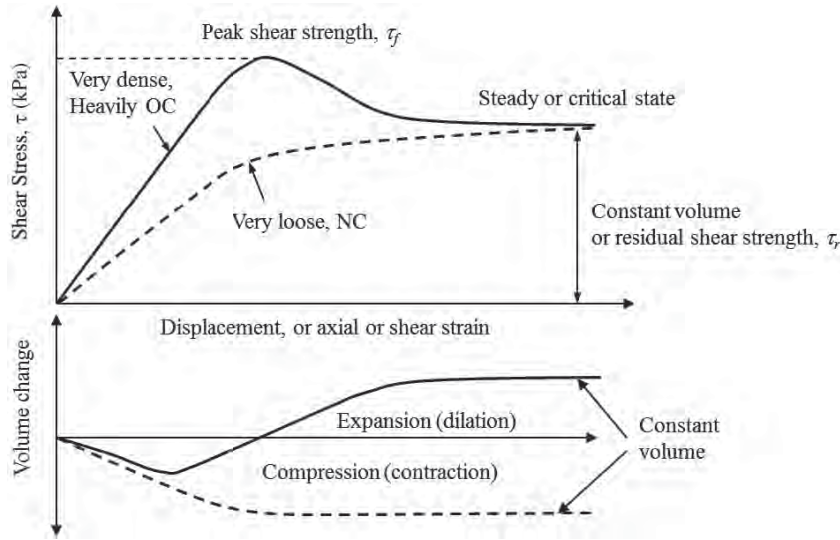 Shear Stress, τ (kPa)
Peak shear strength, τf
Very dense,
Heavily OC
Steady or critical state
Very loose, NC
Constant volume
or residual shear strength, τr
Displacement, or axial or shear strain
Volume change
Expansion (dilation)
Compression (contraction)
Constant
volume